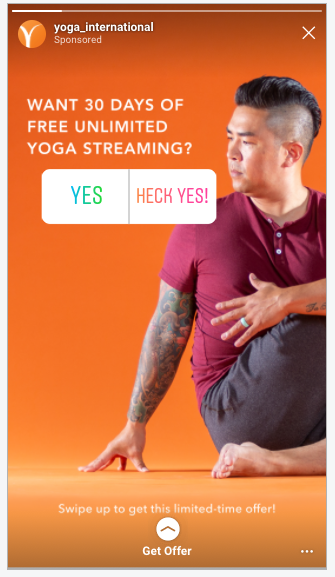 yoga_international
Sponsored
WANT 30 DAYS OF
FREE UNLIMITED
YOGA STREAMING?
YES
HECK YES!
Swipe up to get this limited-time offer!
Get Offer